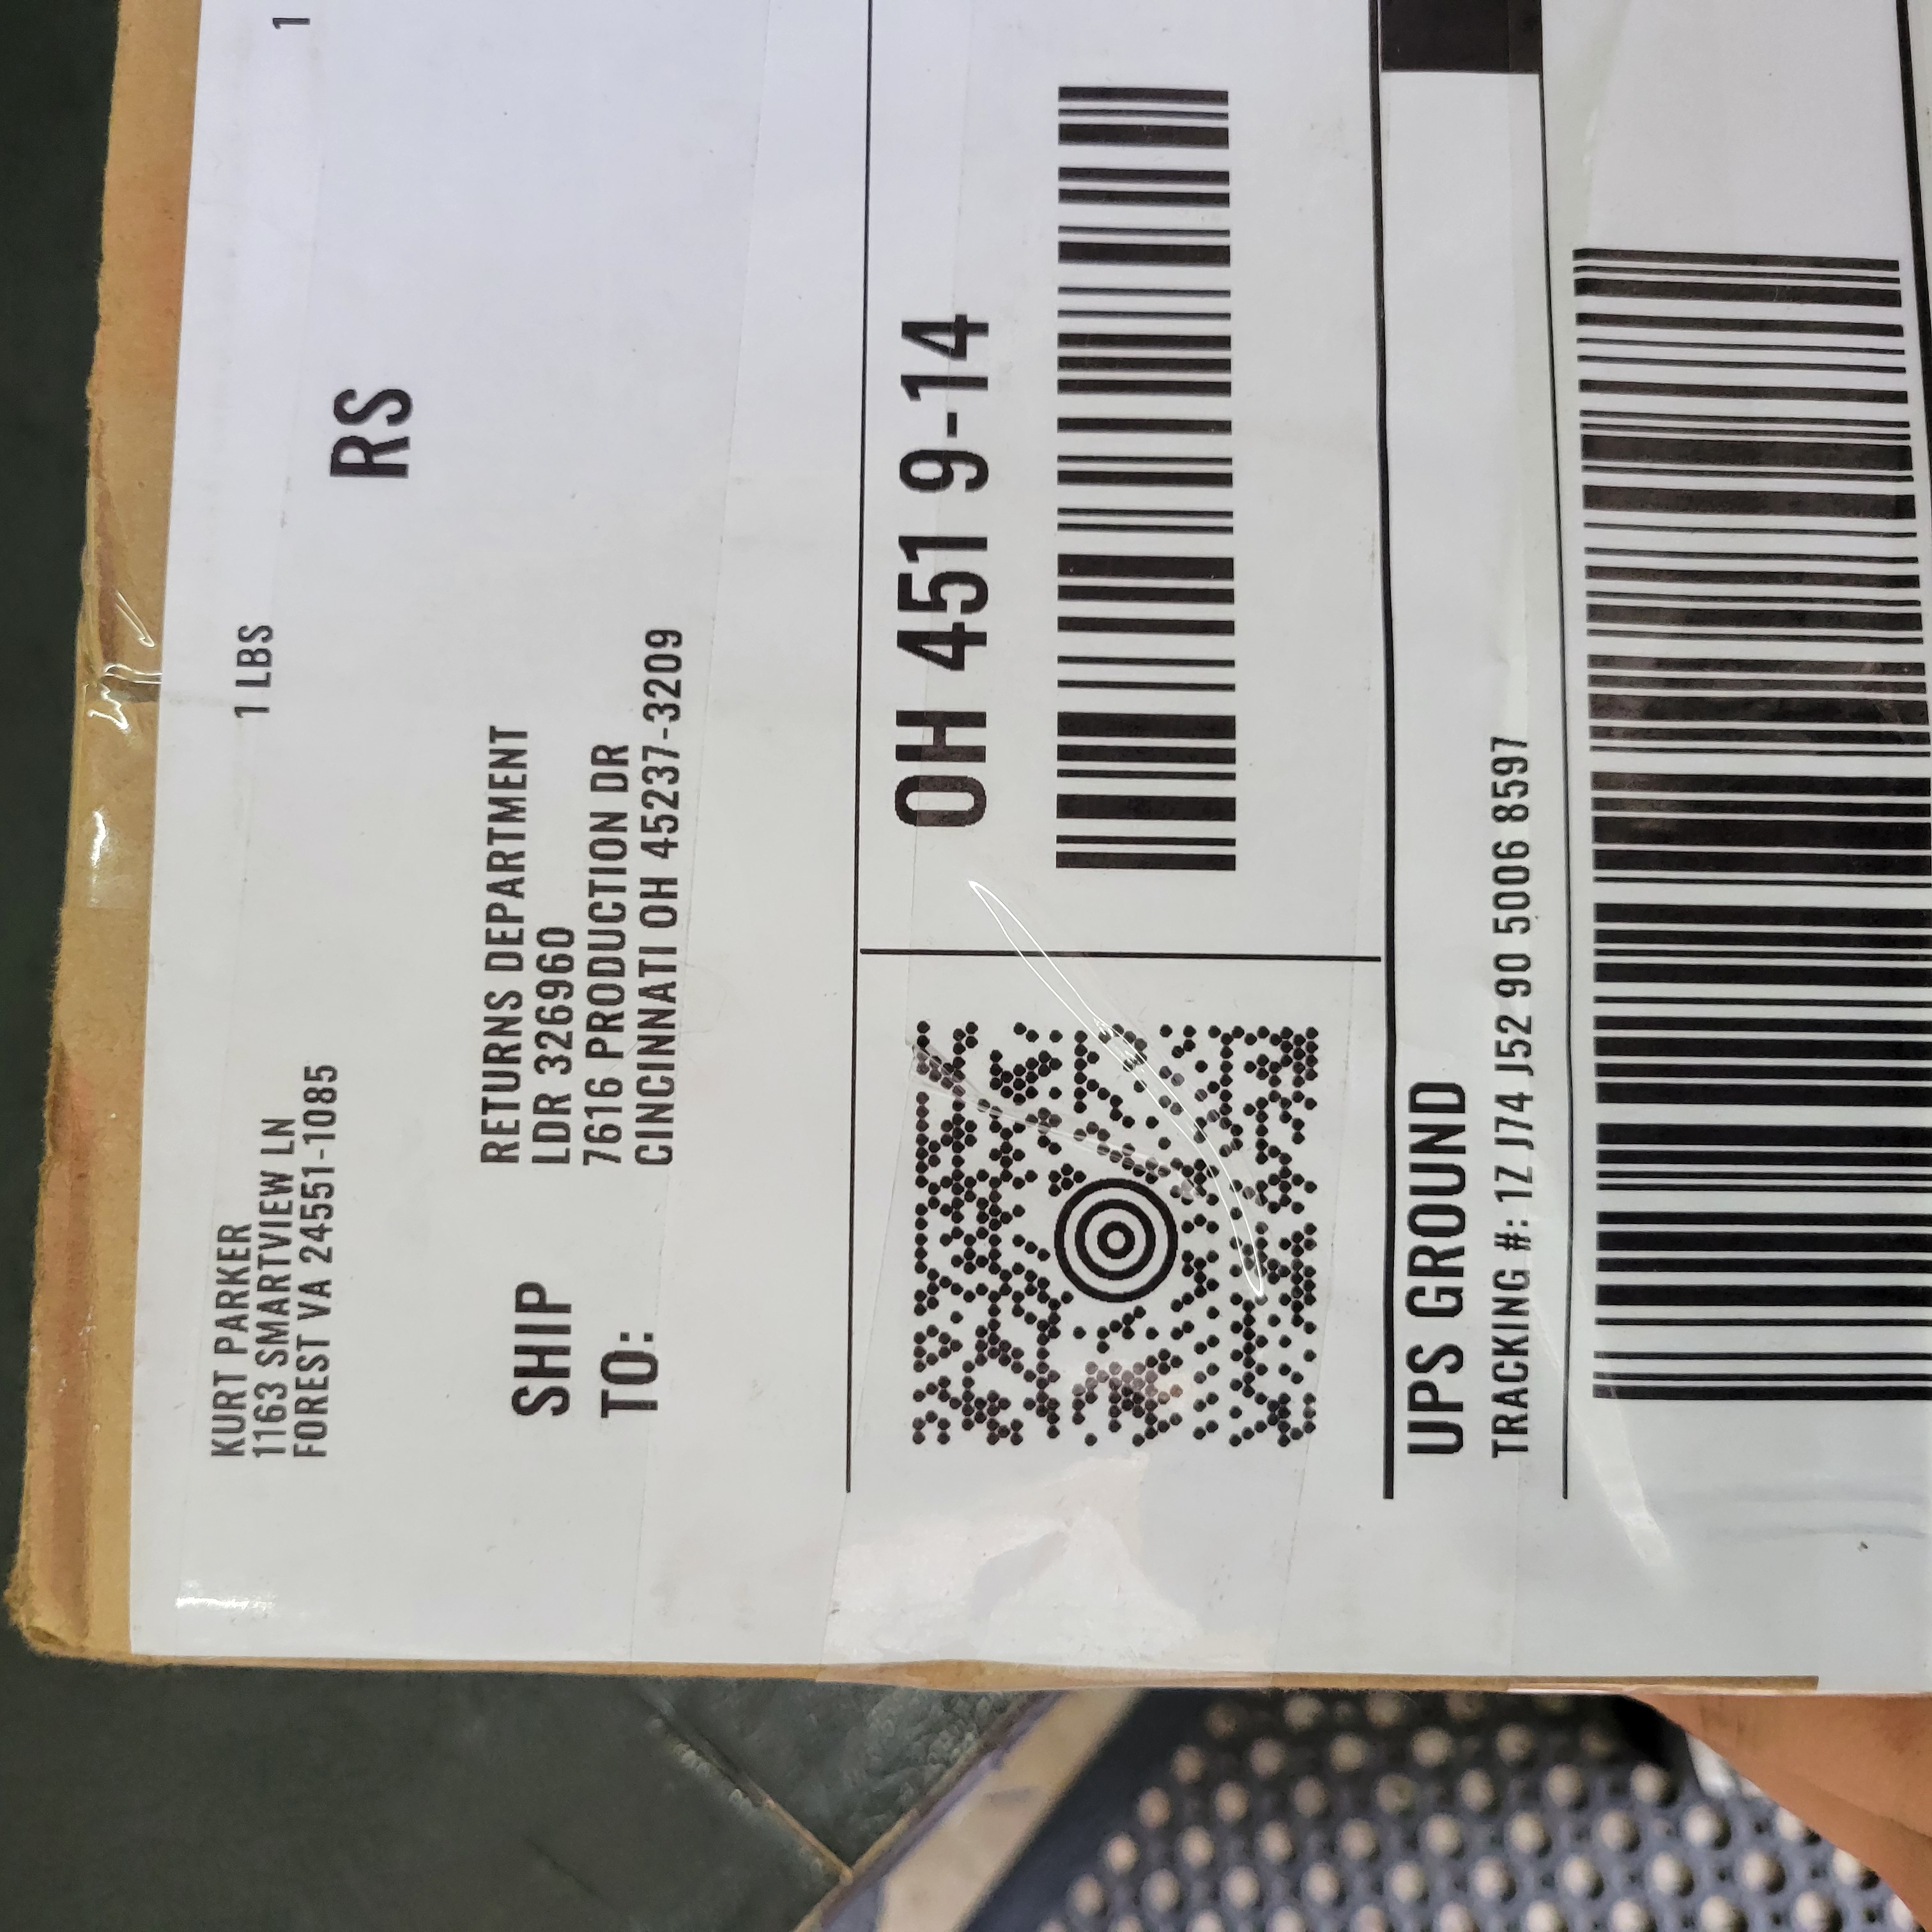 KURT PARKER
1163 SMARTVIEW LN
FOREST VA 24551-1085
1 LBS
1
RS
SHIP
TO:
RETURNS DEPARTMENT
LDR 326960
7616 PRODUCTION DR
CINCINNATI OH 45237-3209
OH 451 9-14
UPS GROUND
TRACKING #: 1Z J74 J52 90 5006 8597